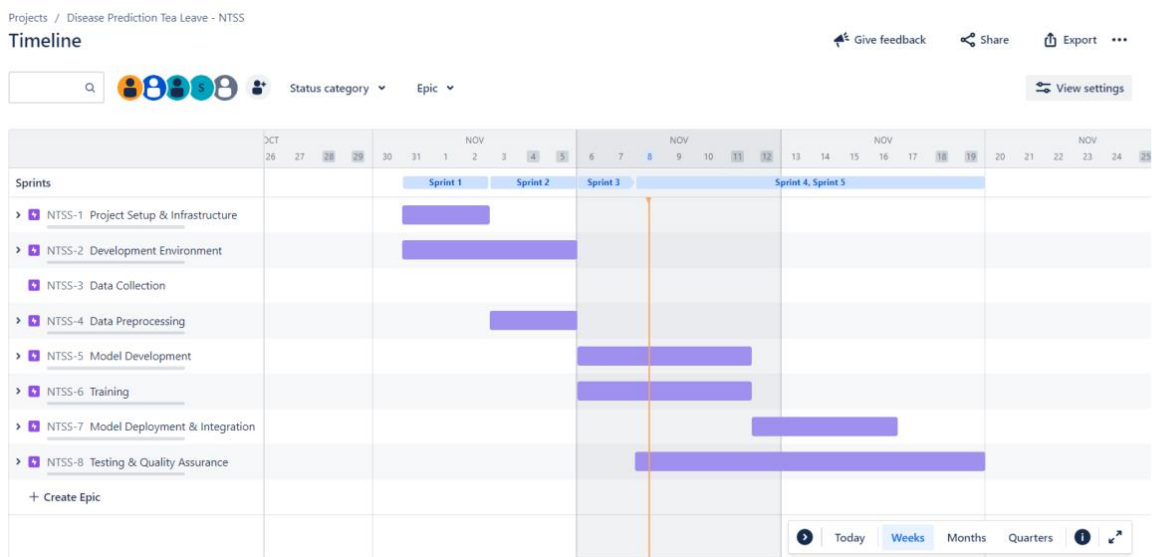 Projects / Disease Prediction Tea Leave - NTSS
Timeline
Give feedback
Share
Export
S
Status category
Epic
View settings
OCT NOV NOV NOV NOV
26 27 28 29 30 31 1 2 3 4 5 6 7 8 9 10 11 12 13 14 15 16 17 18 19 20 21 22 23 24 25
Sprints Sprint 1 Sprint 2 Sprint 3 Sprint 4, Sprint 5
NTSS-1 Project Setup & Infrastructure
NTSS-2 Development Environment
NTSS-3 Data Collection
NTSS-4 Data Preprocessing
NTSS-5 Model Development
NTSS-6 Training
NTSS-7 Model Deployment & Integration
NTSS-8 Testing & Quality Assurance
+ Create Epic
Today Weeks Months Quarters